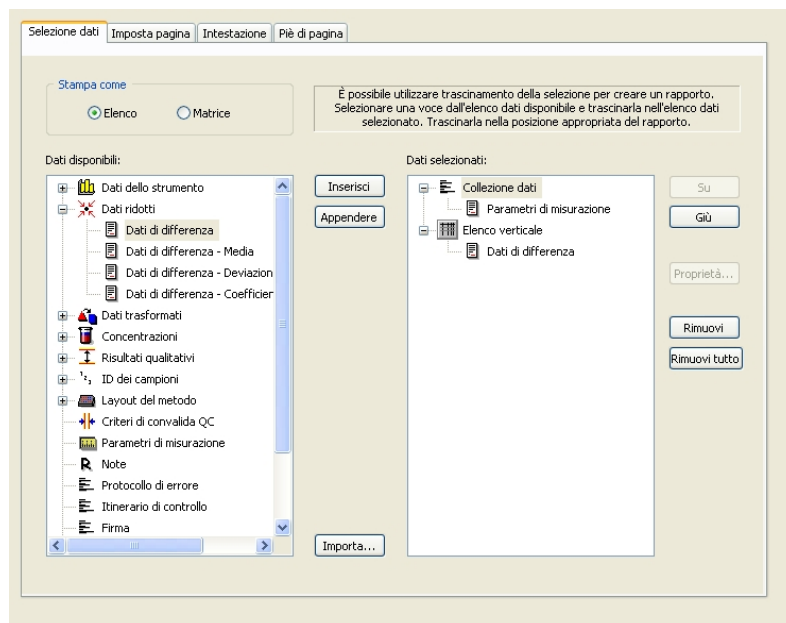 Selezione dati
Imposta pagina
Intestazione
Piè di pagina
Stampa come
Elenco
Matrice
È possibile utilizzare trascinamento della selezione per creare un rapporto.
Selezionare una voce dall'elenco dati disponibile e trascinarla nell'elenco dati
selezionato. Trascinarla nella posizione appropriata del rapporto.
Dati disponibili:
Dati dello strumento
Dati ridotti
Dati di differenza
Dati di differenza - Media
Dati di differenza - Deviazion
Dati di differenza - Coefficier
Dati trasformati
Concentrazioni
Risultati qualitativi
ID dei campioni
Layout del metodo
Criteri di convalida QC
Parametri di misurazione
Note
Protocollo di errore
Itinerario di controllo
Firma
Inserisci
Appendere
Importa...
Dati selezionati:
Collezione dati
Parametri di misurazione
Elenco verticale
Dati di differenza
Su
Giù
Proprietà...
Rimuovi
Rimuovi tutto